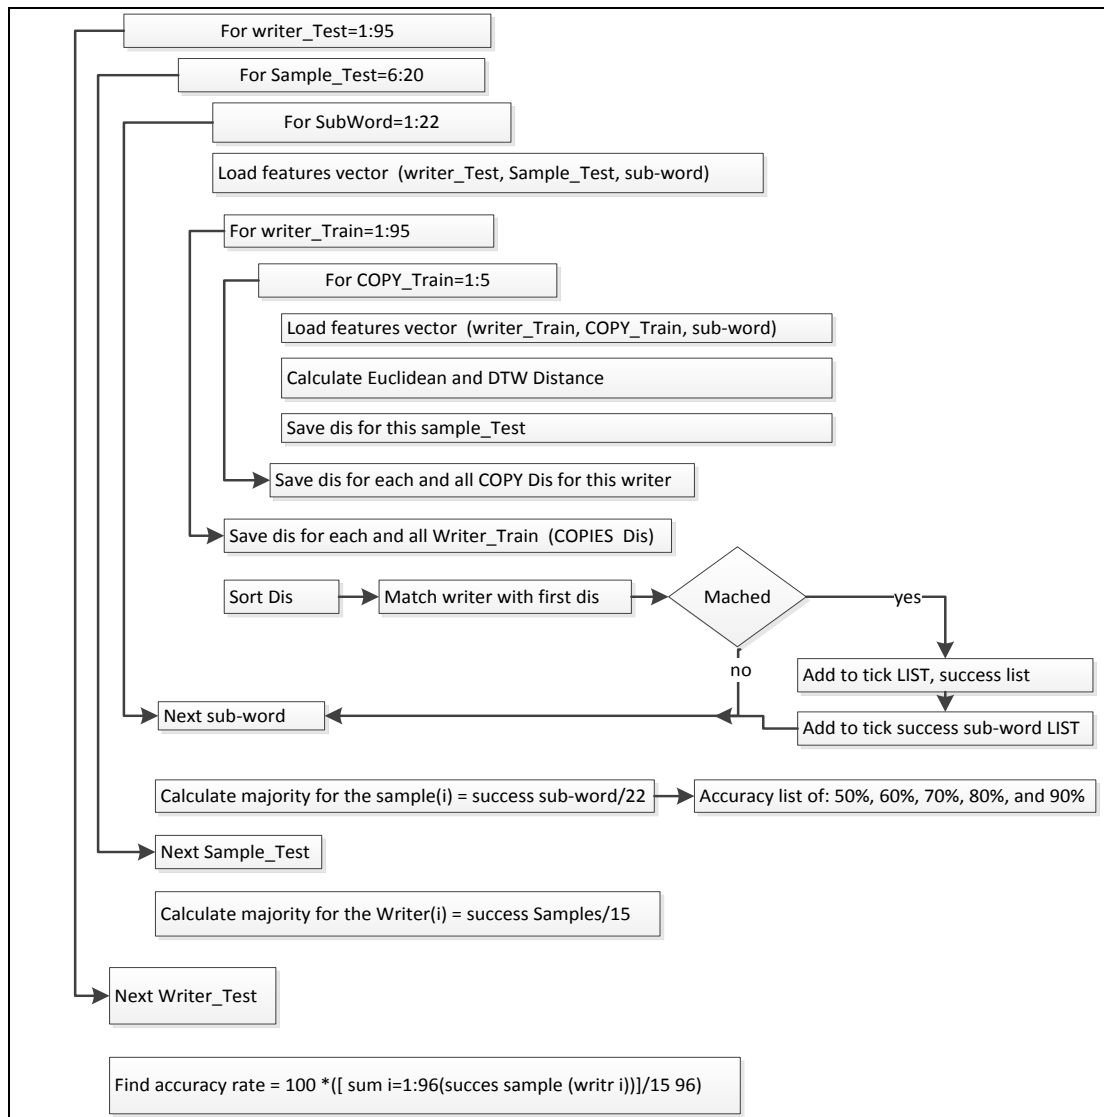 For writer_Test=1:95
For Sample_Test=6:20
For SubWord=1:22
Load features vector  (writer_Test, Sample_Test, sub-word)
For writer_Train=1:95
For COPY_Train=1:5
Load features vector  (writer_Train, COPY_Train, sub-word)
Calculate Euclidean and DTW Distance
Save dis for this sample_Test
Save dis for each and all COPY Dis for this writer
Save dis for each and all Writer_Train  (COPIES  Dis)
Sort Dis
Match writer with first dis
Mached
yes
no
Add to tick LIST, success list
Next sub-word
Add to tick success sub-word LIST
Calculate majority for the sample(i) = success sub-word/22
Accuracy list of: 50%, 60%, 70%, 80%, and 90%
Next Sample_Test
Calculate majority for the Writer(i) = success Samples/15
Next Writer_Test
Find accuracy rate = 100 *([ sum i=1:96(succes sample (writr i))]/15 96)